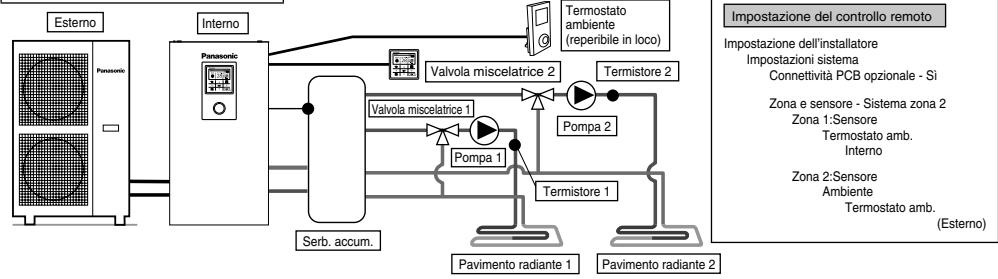 Esterno
Interno
Termostato
ambiente
(reperibile in loco)
Panasonic
Panasonic
Valvola miscelatrice 2
Termistore 2
Valvola miscelatrice 1
Pompa 2
Pompa 1
Termistore 1
Serb. accum.
Pavimento radiante 1
Pavimento radiante 2
Impostazione del controllo remoto
Impostazione dell'installatore
Impostazioni sistema
Connettività PCB opzionale - Sì
Zona e sensore - Sistema zona 2
Zona 1:Sensore
Termostato amb.
Interno
Zona 2:Sensore
Ambiente
Termostato amb.
(Esterno)